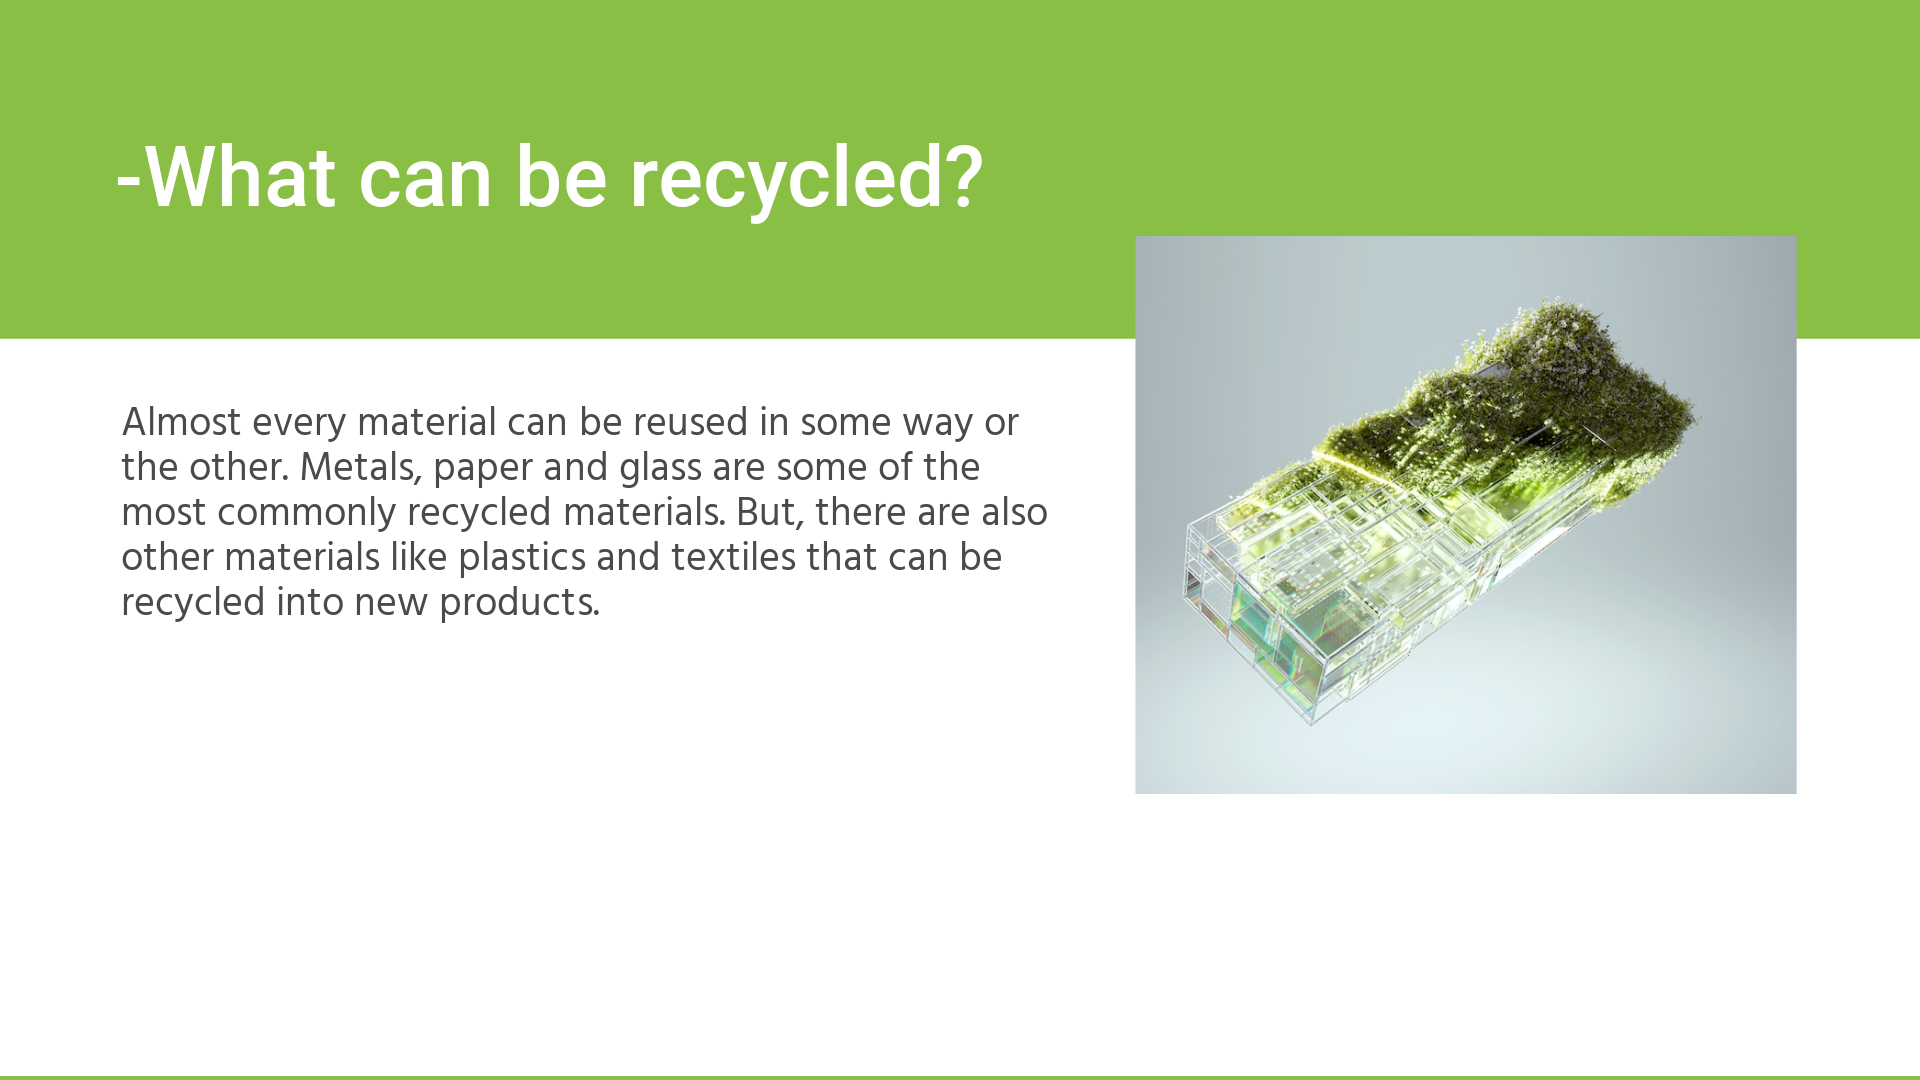 -What can be recycled?
Almost every material can be reused in some way or
the other. Metals, paper and glass are some of the
most commonly recycled materials. But, there are also
other materials like plastics and textiles that can be
recycled into new products.